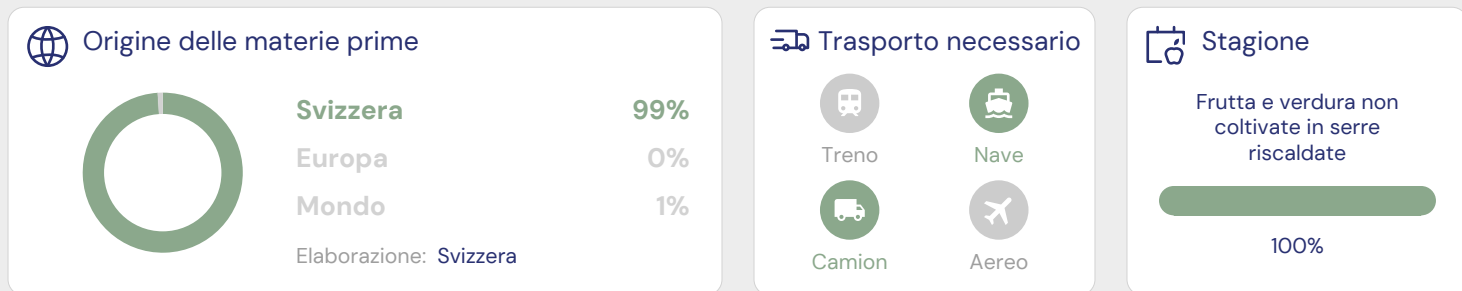 Origine delle materie prime
Svizzera 99%
Europa 0%
Mondo 1%
Elaborazione: Svizzera
Trasporto necessario
Treno
Nave
Camion
Aereo
Stagione
Frutta e verdura non
coltivate in serre
riscaldate
100%